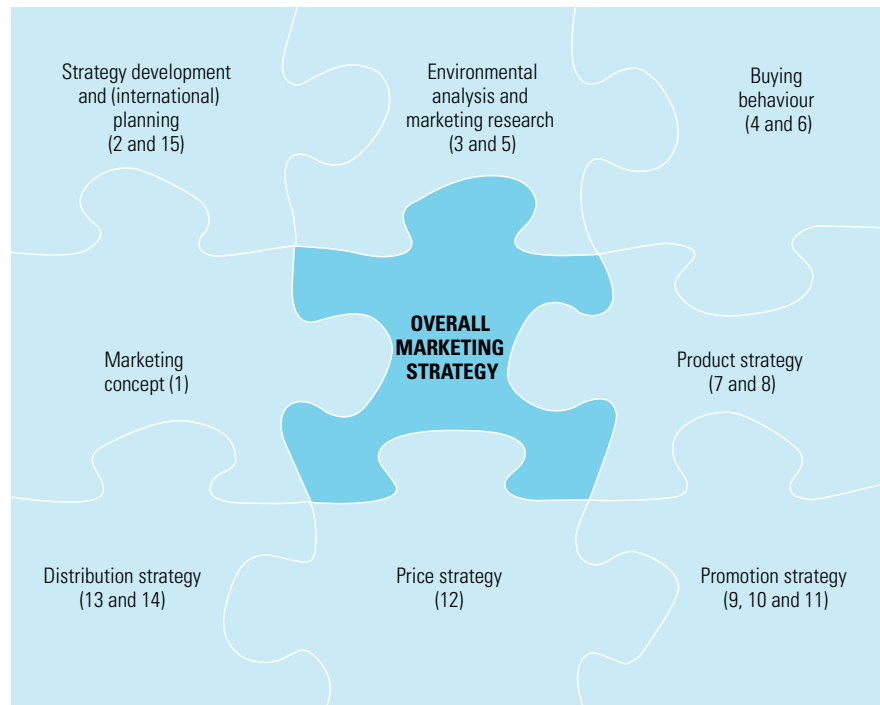 Strategy development
and (international)
planning
(2 and 15)
Environmental
analysis and
marketing research
(3 and 5)
Buying
behaviour
(4 and 6)
Marketing
concept (1)
OVERALL
MARKETING
STRATEGY
Product strategy
(7 and 8)
Distribution strategy
(13 and 14)
Price strategy
(12)
Promotion strategy
(9, 10 and 11)